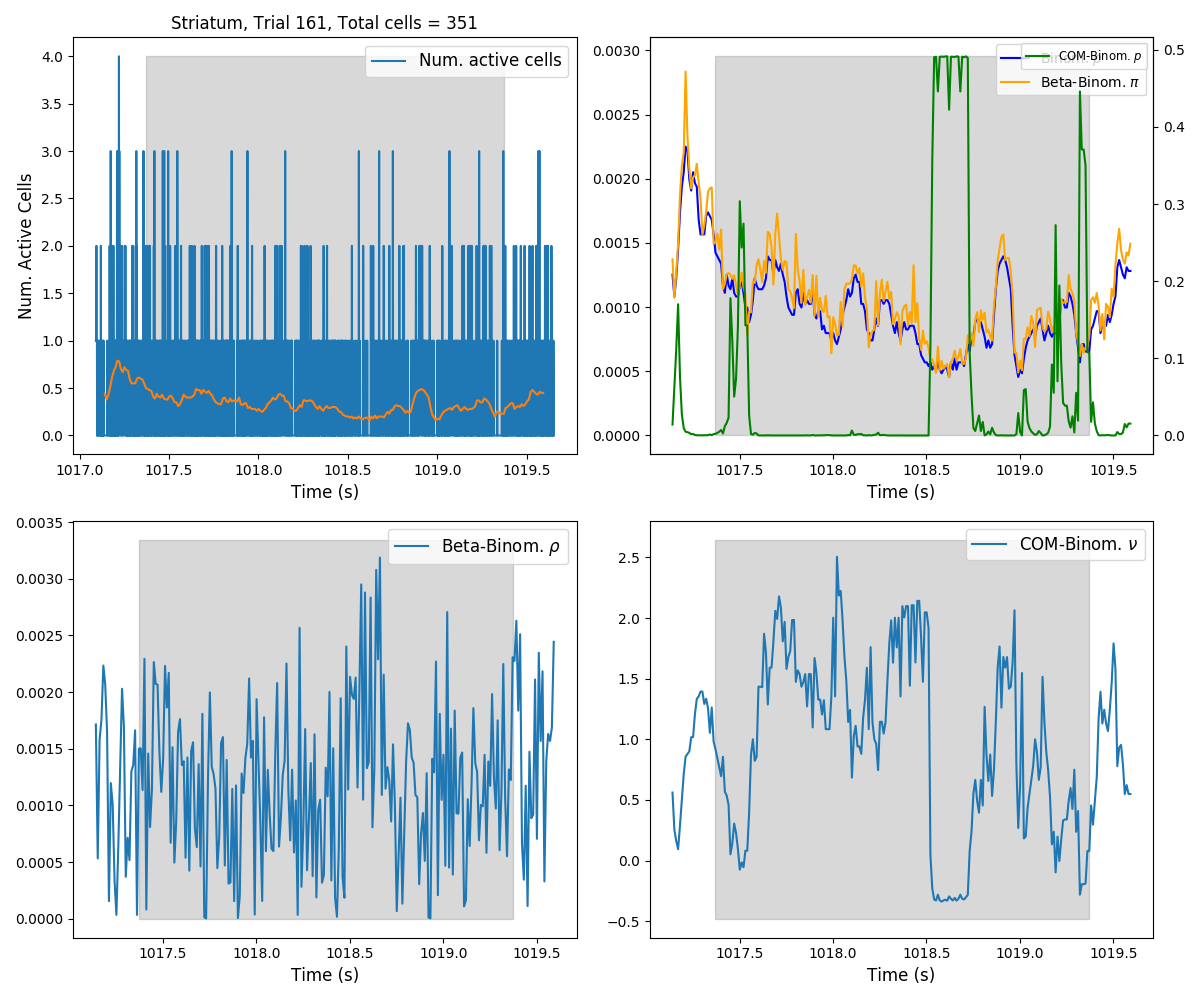 Striatum, Trial 161, Total cells = 351
Num. active cells
4.0
3.5
3.0
2.5
2.0
1.5
1.0
0.5
0.0
Num. Active Cells
1017.0 1017.5 1018.0 1018.5 1019.0 1019.5
Time (s)
COM-Binom. p
Beta-Binom. π
0.0030
0.0025
0.0020
0.0015
0.0010
0.0005
0.0000
0.5
0.4
0.3
0.2
0.1
0.0
1017.5 1018.0 1018.5 1019.0 1019.5
Time (s)
Beta-Binom. ρ
0.0035
0.0030
0.0025
0.0020
0.0015
0.0010
0.0005
0.0000
1017.5 1018.0 1018.5 1019.0 1019.5
Time (s)
COM-Binom. ν
2.5
2.0
1.5
1.0
0.5
0.0
−0.5
1017.5 1018.0 1018.5 1019.0 1019.5
Time (s)